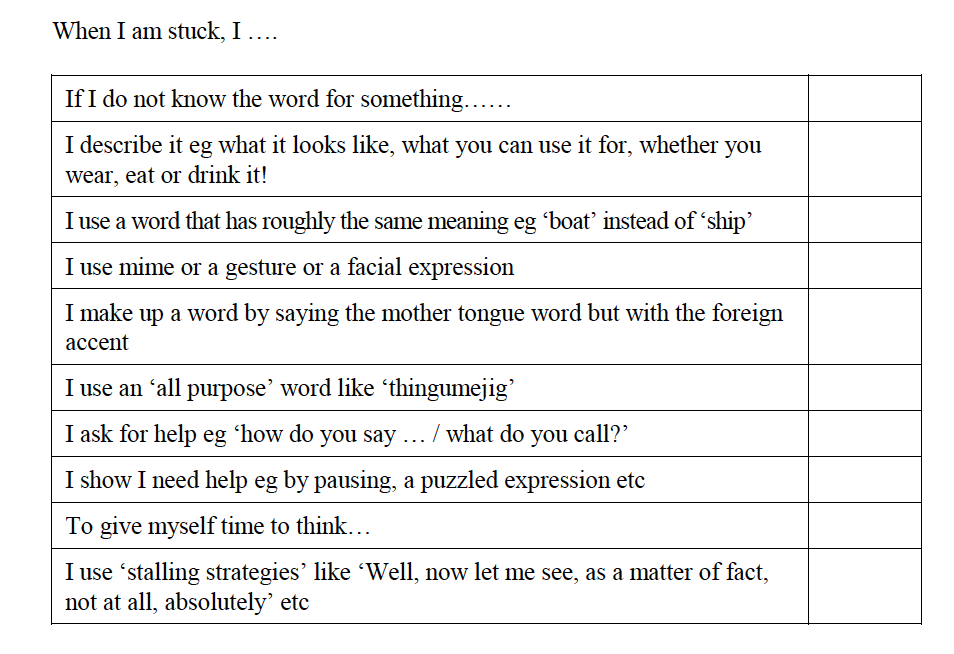 When I am stuck, I ….
If I do not know the word for something……
I describe it eg what it looks like, what you can use it for, whether you
wear, eat or drink it!
I use a word that has roughly the same meaning eg ‘boat’ instead of ‘ship’
I use mime or a gesture or a facial expression
I make up a word by saying the mother tongue word but with the foreign
accent
I use an ‘all purpose’ word like ‘thingumejig’
I ask for help eg ‘how do you say … / what do you call?’
I show I need help eg by pausing, a puzzled expression etc
To give myself time to think…
I use ‘stalling strategies’ like ‘Well, now let me see, as a matter of fact,
not at all, absolutely’ etc